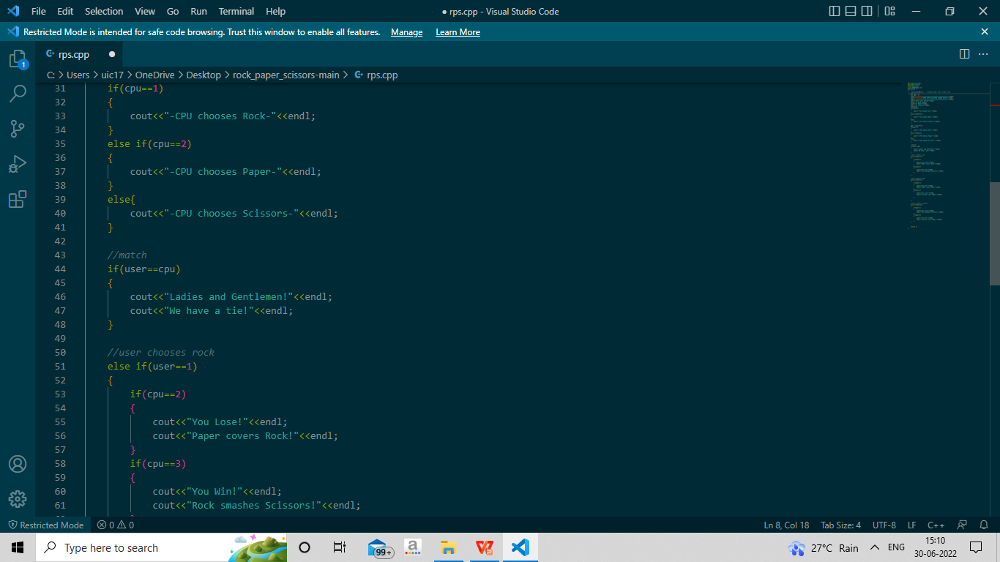 File Edit Selection View Go Run Terminal Help ● rps.cpp - Visual Studio Code
Restricted Mode is intended for safe code browsing. Trust this window to enable all features. Manage Learn More
1
rps.cpp
C: > Users > uic17 > OneDrive > Desktop > rock_paper_scissors-main > rps.cpp
31 if(cpu==1)
32 {
33 cout<<"-CPU chooses Rock-"<<endl;
34 }
35 else if(cpu==2)
36 {
37 cout<<"-CPU chooses Paper-"<<endl;
38 }
39 else{
40 cout<<"-CPU chooses Scissors-"<<endl;
41 }
42
43 //match
44 if(user==cpu)
45 {
46 cout<<"Ladies and Gentlemen!"<<endl;
47 cout<<"We have a tie!"<<endl;
48 }
49
50 //user chooses rock
51 else if(user==1)
52 {
53 if(cpu==2)
54 {
55 cout<<"You Lose!"<<endl;
56 cout<<"Paper covers Rock!"<<endl;
57 }
58 if(cpu==3)
59 {
60 cout<<"You Win!"<<endl;
61 cout<<"Rock smashes Scissors!"<<endl;
Restricted Mode 0 0 Ln 8, Col 18 Tab Size: 4 UTF-8 LF C++
Type here to search 99+ a 27°C Rain ENG 15:10
30-06-2022